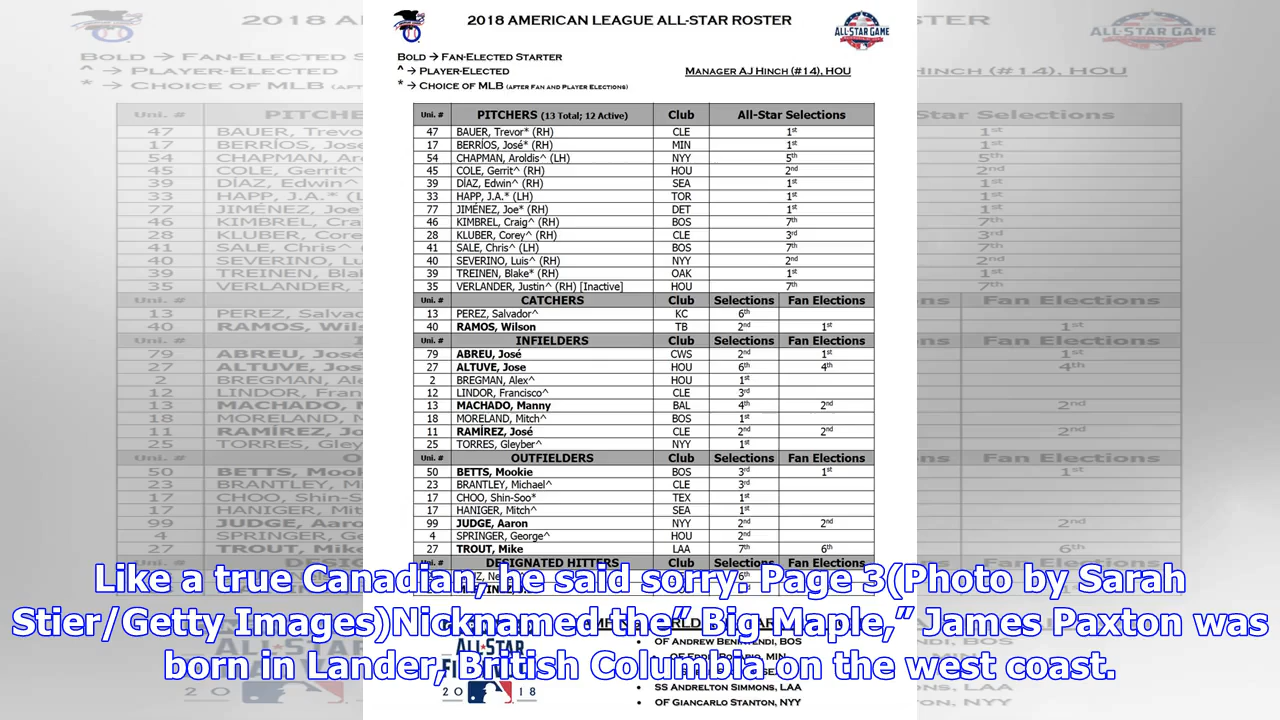 2018 AMERICAN LEAGUE ALL-STAR ROSTER
ALL-STAR GAME
BOLD → FAN-ELECTED STARTER
^ → PLAYER-ELECTED
MANAGER AJ HINCH (#14), HOU
* → CHOICE OF MLB (AFTER FAN AND PLAYER ELECTIONS)
Uni. # PITCHERS (13 Total; 12 Active) Club All-Star Selections
47 BAUER, Trevor* (RH) CLE 1st
17 BERRÍOS, José* (RH) MIN 1st
54 CHAPMAN, Aroldis^ (LH) NYY 5th
45 COLE, Gerrit^ (RH) HOU 2nd
39 DÍAZ, Edwin^ (RH) SEA 1st
33 HAPP, J.A.* (LH) TOR 1st
77 JIMÉNEZ, Joe* (RH) DET 1st
46 KIMBREL, Craig^ (RH) BOS 7th
28 KLUBER, Corey^ (RH) CLE 3rd
41 SALE, Chris^ (LH) BOS 7th
40 SEVERINO, Luis^ (RH) NYY 2nd
39 TREINEN, Blake* (RH) OAK 1st
35 VERLANDER, Justin^ (RH) [Inactive] HOU 7th
Uni. # CATCHERS Club Selections Fan Elections
13 PEREZ, Salvador^ KC 6th
40 RAMOS, Wilson TB 2nd 1st
Uni. # INFIELDERS Club Selections Fan Elections
79 ABREU, José CWS 2nd 1st
27 ALTUVE, Jose HOU 6th 4th
2 BREGMAN, Alex^ HOU 1st
12 LINDOR, Francisco^ CLE 3rd
13 MACHADO, Manny BAL 4th 2nd
18 MORELAND, Mitch^ BOS 1st
11 RAMÍREZ, José CLE 2nd 2nd
25 TORRES, Gleyber^ NYY 1st
Uni. # OUTFIELDERS Club Selections Fan Elections
50 BETTS, Mookie BOS 3rd 1st
23 BRANTLEY, Michael^ CLE 3rd
17 CHOO, Shin-Soo* TEX 1st
17 HANIGER, Mitch^ SEA 1st
99 JUDGE, Aaron NYY 2nd 2nd
4 SPRINGER, George^ HOU 2nd
27 TROUT, Mike LAA 7th 6th
DESIGNATED HITTERS Club Selections Fan Elections
Like a true Canadian, he said sorry. Page 3(Photo by Sarah
Stier/Getty Images)Nicknamed the“ Big Maple,” James Paxton was
born in Lander, British Columbia on the west coast.
ALL-STAR
2018
• OF ANDREW BENINTENDI, BOS
• SS ANDRELTON SIMMONS, LAA
• OF GIANCARLO STANTON, NYY